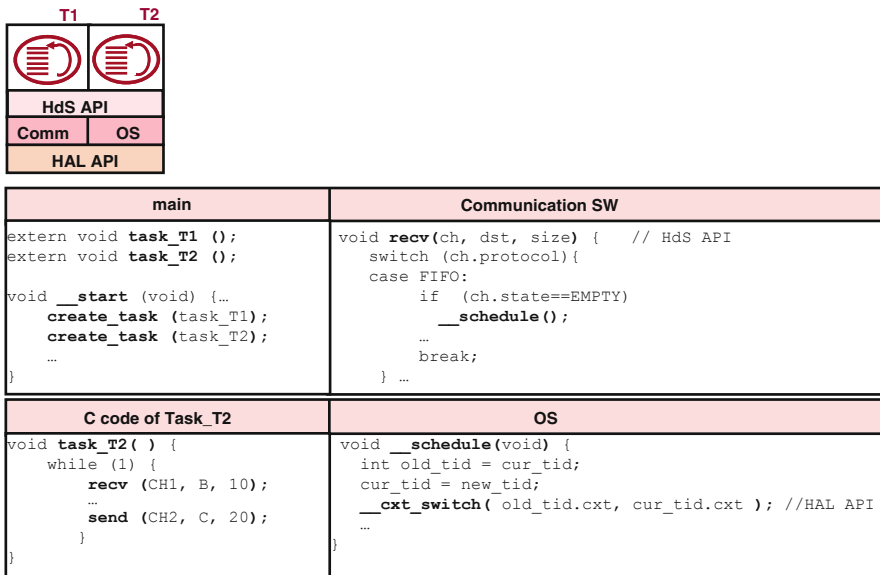 T1 T2
HdS API
Comm OS
HAL API
main
extern void task_T1 ();
extern void task_T2 ();
void __start (void) {…
create_task (task_T1);
create_task (task_T2);
…
}
Communication SW
void recv(ch, dst, size) { // HdS API
switch (ch.protocol){
case FIFO:
if (ch.state==EMPTY)
__schedule();
…
break;
} …
C code of Task_T2
void task_T2( ) {
while (1) {
recv (CH1, B, 10);
…
send (CH2, C, 20);
}
}
OS
void __schedule(void) {
int old_tid = cur_tid;
cur_tid = new_tid;
__cxt_switch( old_tid.cxt, cur_tid.cxt ); //HAL API
…
}